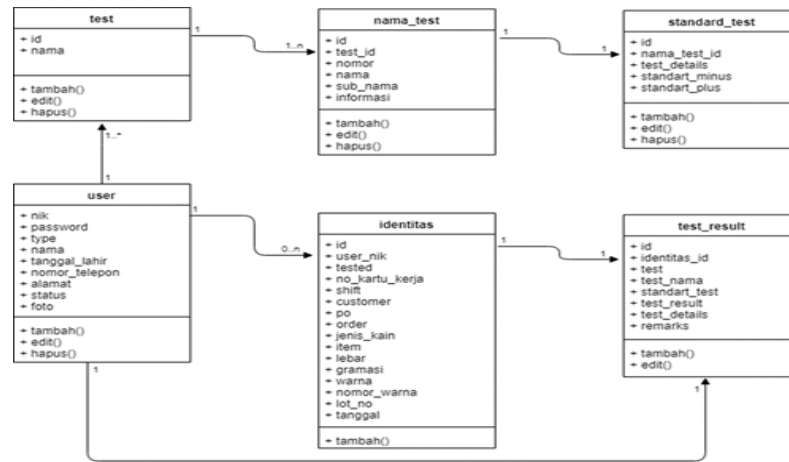 test
+ id
+ nama
+ tambah()
+ edit()
+ hapus()
1
1..n
nama_test
+ id
+ test_id
+ nomor
+ nama
+ sub_nama
+ informasi
+ tambah()
+ edit()
+ hapus()
1
1
standard_test
+ id
+ nama_test_id
+ test_details
+ standart_minus
+ standart_plus
+ tambah()
+ edit()
+ hapus()
1..*
1
user
+ nik
+ password
+ type
+ nama
+ tanggal_lahir
+ nomor_telepon
+ alamat
+ status
+ foto
+ tambah()
+ edit()
+ hapus()
1
0..n
identitas
+ id
+ user_nik
+ tested
+ no_kartu_kerja
+ shift
+ customer
+ po
+ order
+ jenis_kain
+ item
+ lebar
+ gramasi
+ warna
+ nomor_warna
+ lot_no
+ tanggal
+ tambah()
1
1
test_result
+ id
+ identitas_id
+ test
+ test_nama
+ standart_test
+ test_result
+ test_details
+ remarks
+ tambah()
+ edit()
1
1